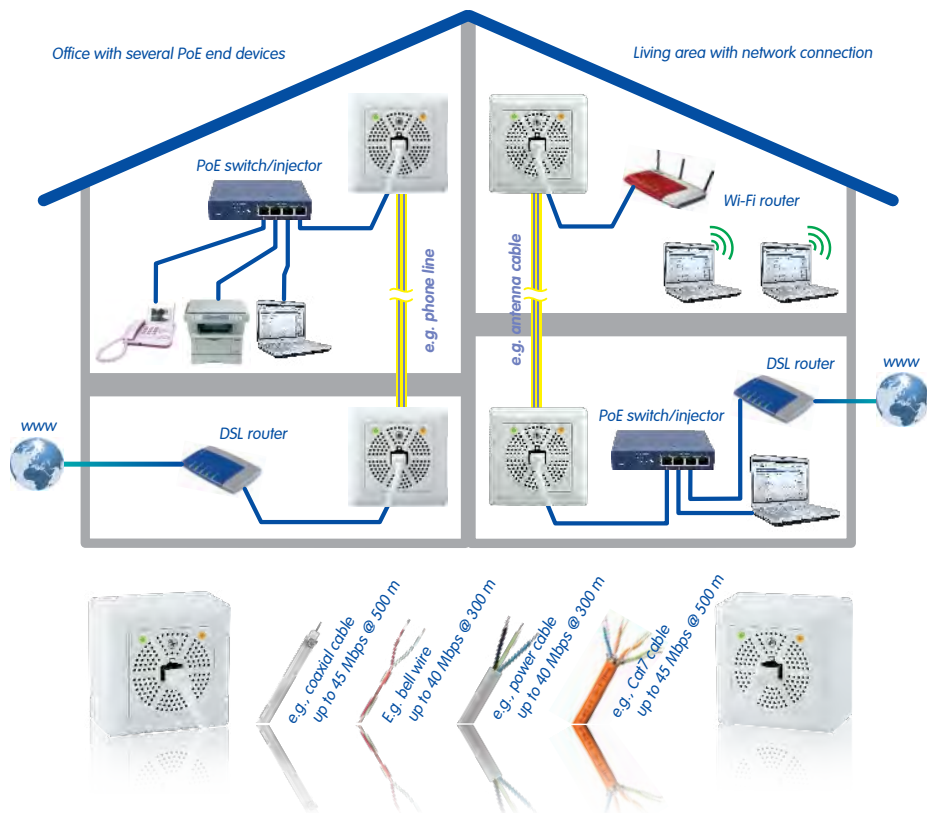 Office with several PoE end devices
Living area with network connection
PoE switch/injector
Wi-Fi router
e.g. phone line
e.g. antenna cable
DSL router
www
PoE switch/injector
www
DSL router
e.g., coaxial cable
up to 45 Mbps @ 500 m
E.g. bell wire
up to 40 Mbps @ 300 m
e.g., power cable
up to 40 Mbps @ 300 m
e.g., Cat7 cable
up to 45 Mbps @ 500 m